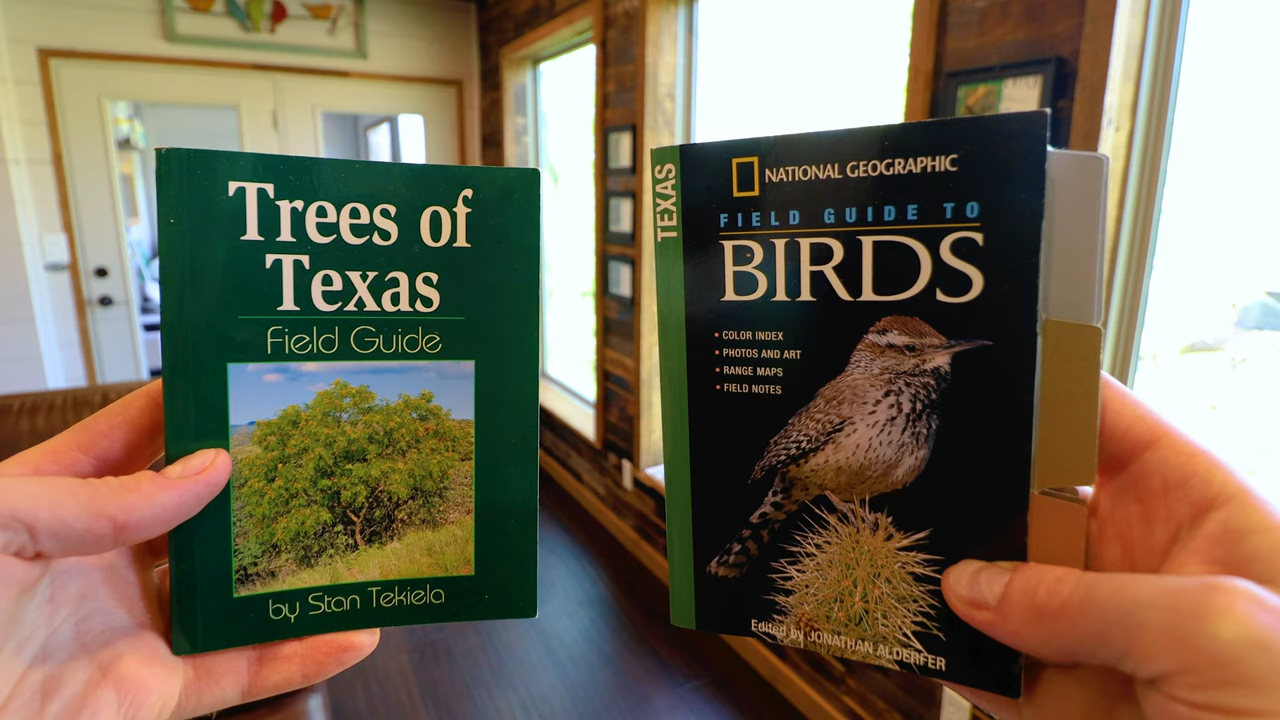 Trees of
Texas
Field Guide
by Stan Tekiela
TEXAS
NATIONAL GEOGRAPHIC
FIELD GUIDE TO
BIRDS
• COLOR INDEX
• PHOTOS AND ART
• RANGE MAPS
• FIELD NOTES
Edited by JONATHAN ALDERFER